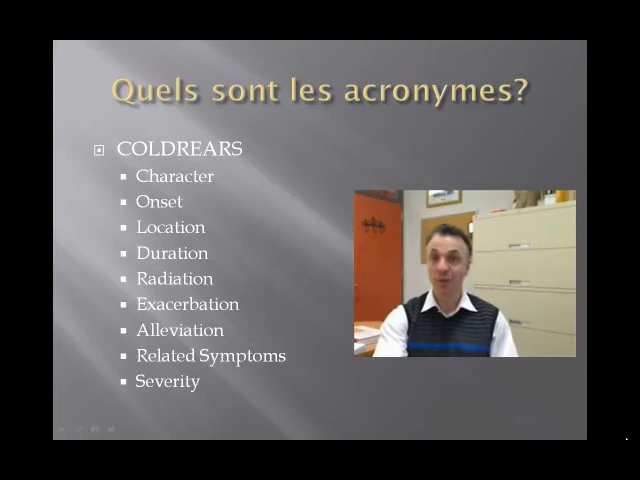 Quels sont les acronymes?
COLDREARS
Character
Onset
Location
Duration
Radiation
Exacerbation
Alleviation
Related Symptoms
Severity